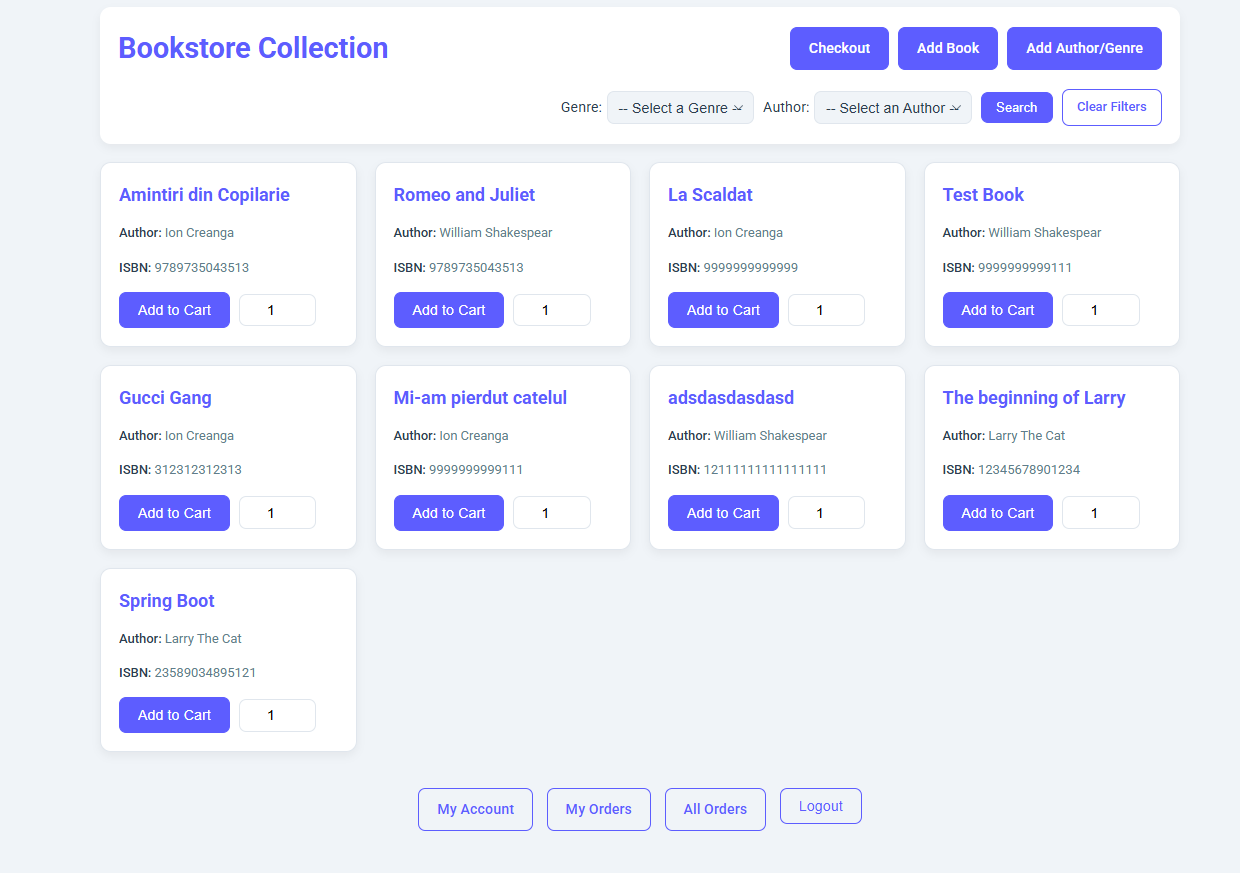 Bookstore Collection
Checkout Add Book Add Author/Genre
Genre: -- Select a Genre -- Author: -- Select an Author -- Search Clear Filters
Amintiri din Copilarie
Author: Ion Creanga
ISBN: 9789735043513
Add to Cart 1
Romeo and Juliet
Author: William Shakespear
ISBN: 9789735043513
Add to Cart 1
La Scaldat
Author: Ion Creanga
ISBN: 9999999999999
Add to Cart 1
Test Book
Author: William Shakespear
ISBN: 9999999999111
Add to Cart 1
Gucci Gang
Author: Ion Creanga
ISBN: 312312312313
Add to Cart 1
Mi-am pierdut catelul
Author: Ion Creanga
ISBN: 9999999999111
Add to Cart 1
adsdasdasdasd
Author: William Shakespear
ISBN: 12111111111111111
Add to Cart 1
The beginning of Larry
Author: Larry The Cat
ISBN: 12345678901234
Add to Cart 1
Spring Boot
Author: Larry The Cat
ISBN: 23589034895121
Add to Cart 1
My Account My Orders All Orders Logout